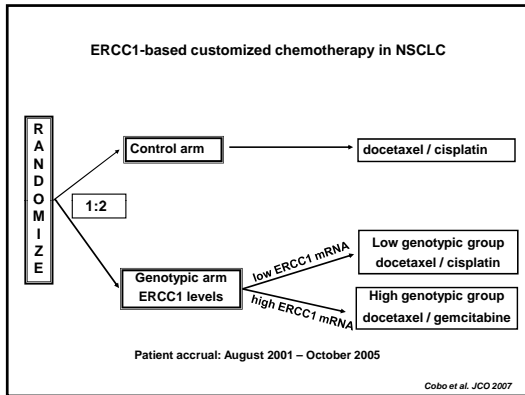 ERCC1-based customized chemotherapy in NSCLC
RANDOMIZE
Control arm
docetaxel / cisplatin
1:2
Genotypic arm
ERCC1 levels
low ERCC1 mRNA
high ERCC1 mRNA
Low genotypic group
docetaxel / cisplatin
High genotypic group
docetaxel / gemcitabine
Patient accrual: August 2001 – October 2005
Cobo et al. JCO 2007